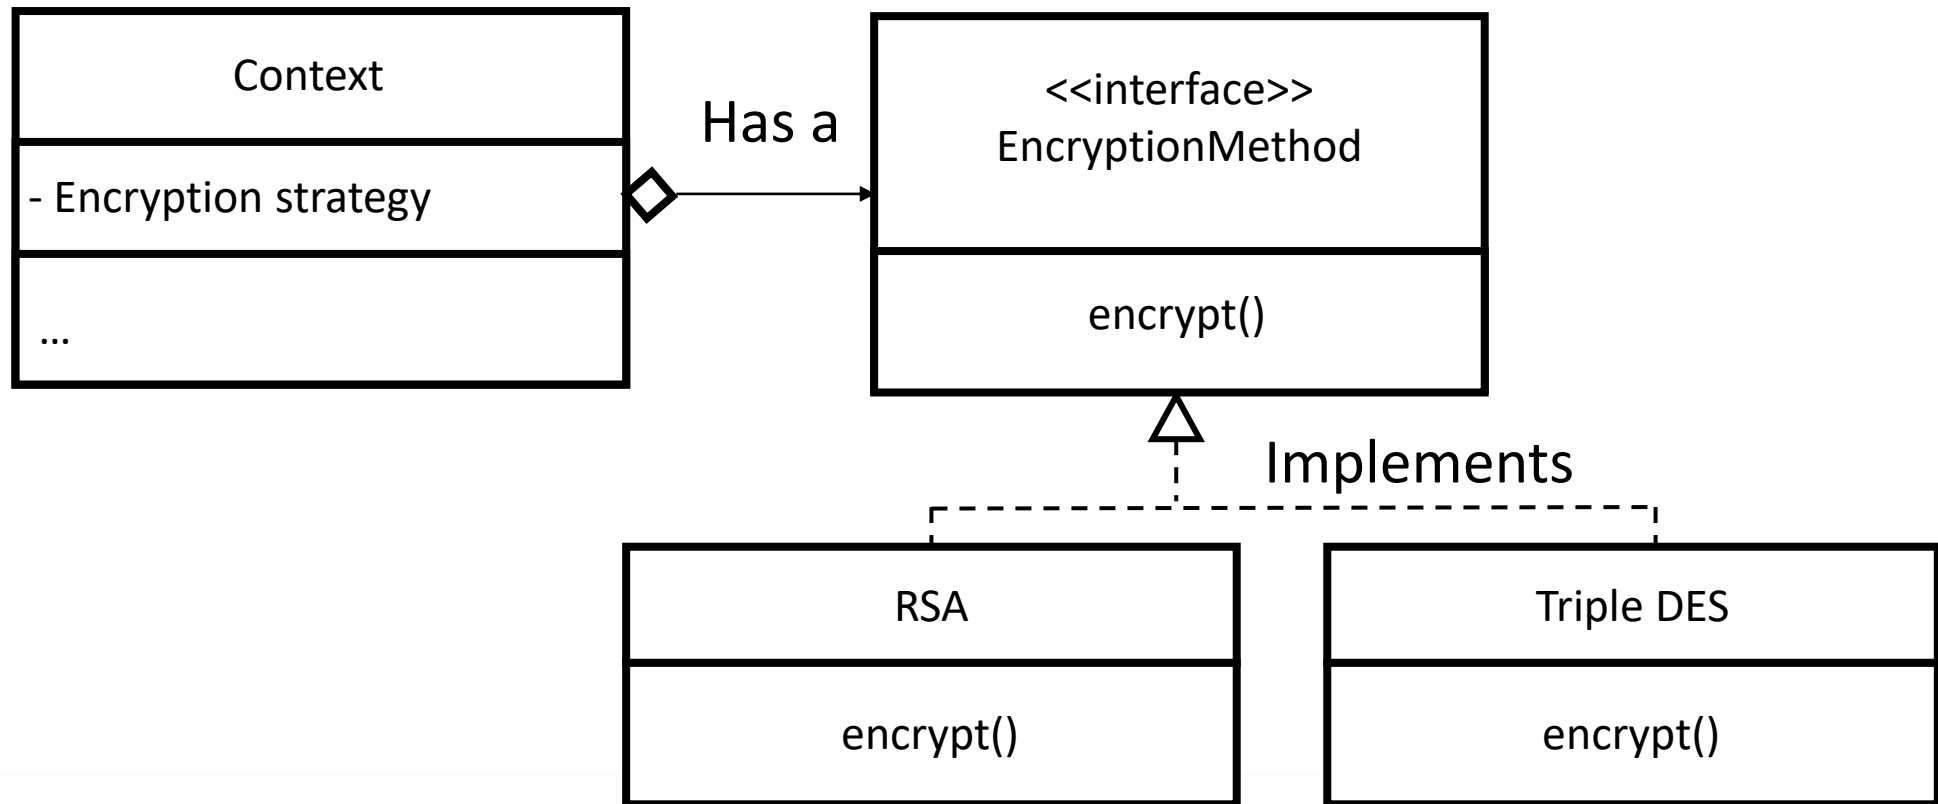 Context
- Encryption strategy
...
Has a
<<interface>>
EncryptionMethod
encrypt()
Implements
RSA
encrypt()
Triple DES
encrypt()